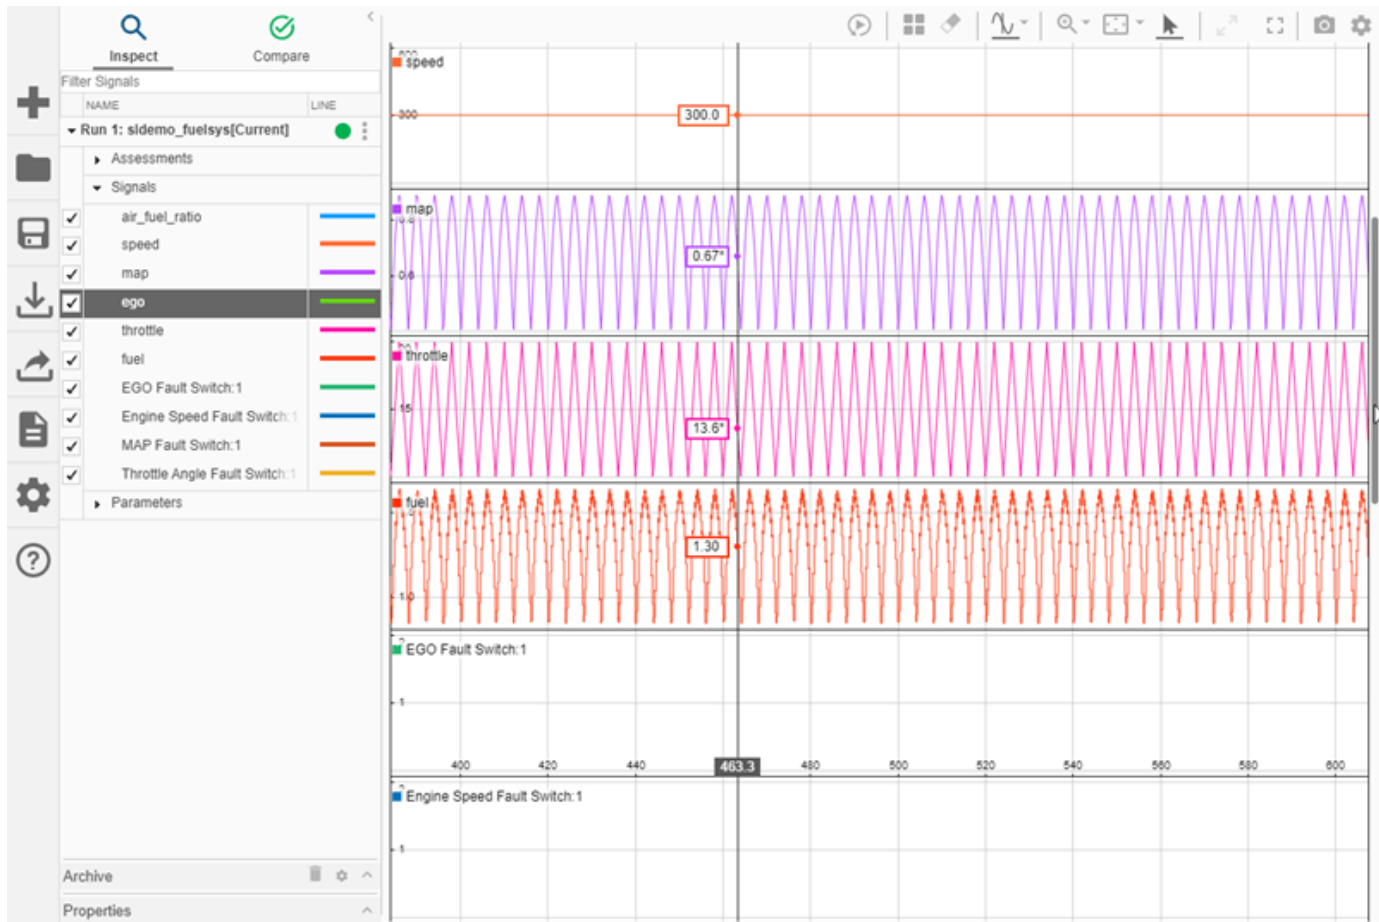 Inspect
Compare
Filter Signals
NAME
LINE
Run 1: sldemo_fuelsys[Current]
Assessments
Signals
air_fuel_ratio
speed
map
ego
throttle
fuel
EGO Fault Switch:1
Engine Speed Fault Switch:1
MAP Fault Switch:1
Throttle Angle Fault Switch:1
Parameters
Archive
Properties
speed
300
300.0
map
0.67*
0.6
throttle
15
13.6*
fuel
1.30
1.0
EGO Fault Switch:1
1
400 420 440 463.3 480 500 520 540 560 580 600
Engine Speed Fault Switch:1
1